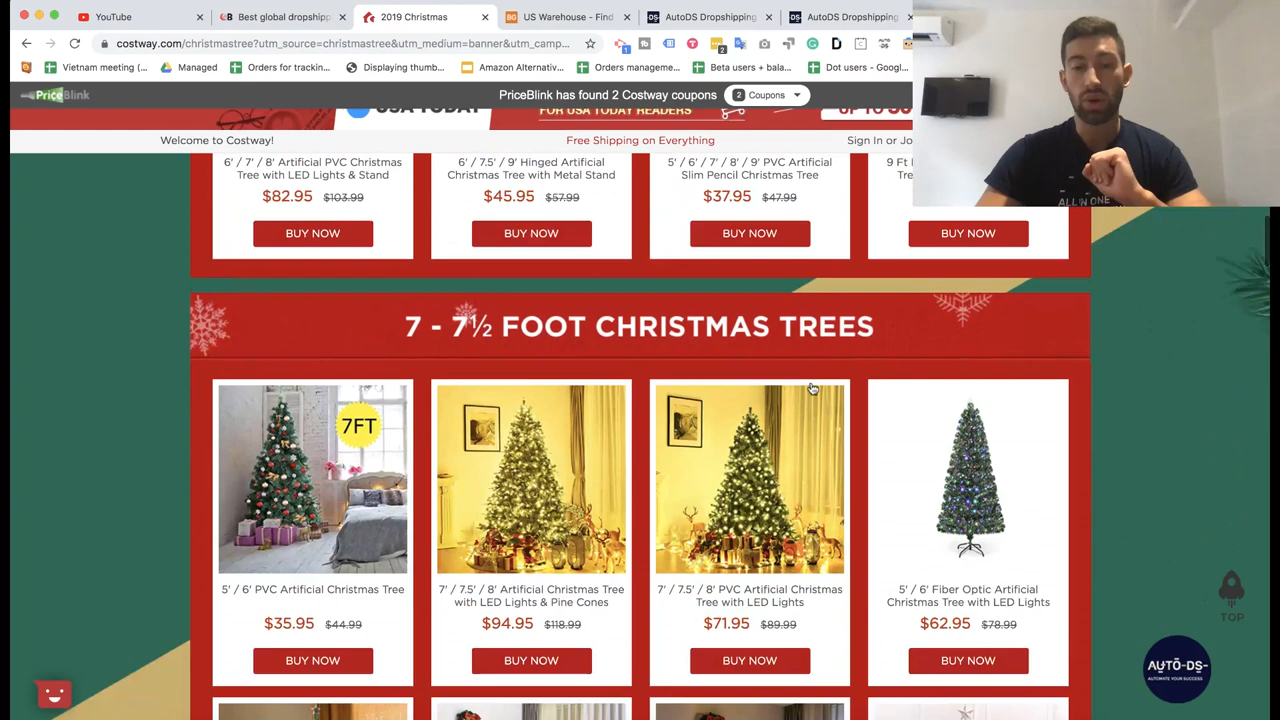 YouTube
Best global dropshipp
2019 Christmas
US Warehouse - Find
AutoDS Dropshipping
AutoDS Dropshipping
costway.com/christmastree?utm_source=christmastree&utm_medium=banner&utm_camp...
Vietnam meeting (...
Managed
Orders for trackin...
Displaying thumb...
Amazon Alternativ...
Orders manageme...
Beta users + bala...
Dot users - Googl...
PriceBlink
PriceBlink has found 2 Costway coupons
2 Coupons
USA TODAY
FOR USA TODAY READERS
Welcome to Costway!
Free Shipping on Everything
Sign In or Jo
6' / 7' / 8' Artificial PVC Christmas
Tree with LED Lights & Stand
$82.95 $103.99
BUY NOW
6' / 7.5' / 9' Hinged Artificial
Christmas Tree with Metal Stand
$45.95 $57.99
BUY NOW
5' / 6' / 7' / 8' / 9' PVC Artificial
Slim Pencil Christmas Tree
$37.95 $47.99
BUY NOW
9 Ft
BUY NOW
ALL IN ONE
7 - 7½ FOOT CHRISTMAS TREES
7FT
5' / 6' PVC Artificial Christmas Tree
$35.95 $44.99
BUY NOW
7' / 7.5' / 8' Artificial Christmas Tree
with LED Lights & Pine Cones
$94.95 $118.99
BUY NOW
7' / 7.5' / 8' PVC Artificial Christmas
Tree with LED Lights
$71.95 $89.99
BUY NOW
5' / 6' Fiber Optic Artificial
Christmas Tree with LED Lights
$62.95 $78.99
BUY NOW
TOP
AUTO-DS-
AUTOMATE YOUR SUCCESS